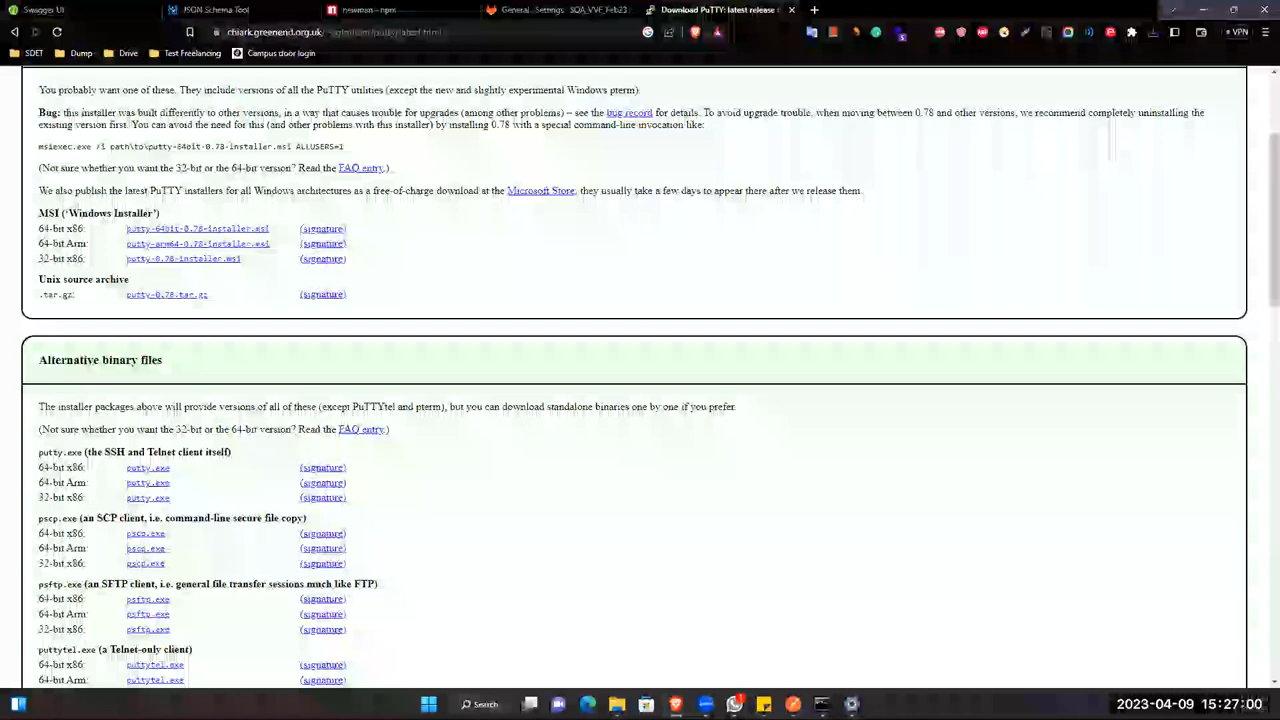 Swagger UI
JSON Schema Tool
newman - npm
General · Settings · SQA_VVF_Feb23
Download PuTTY: latest release
chiark.greenend.org.uk/~sgtatham/putty/latest.html
VPN
SDET
Dump
Drive
Test Freelancing
Campus door login
You probably want one of these. They include versions of all the PuTTY utilities (except the new and slightly experimental Windows pterm).
Bug: this installer was built differently to other versions, in a way that causes trouble for upgrades (among other problems) – see the bug record for details. To avoid upgrade trouble, when moving between 0.78 and other versions, we recommend completely uninstalling the
existing version first. You can avoid the need for this (and other problems with this installer) by installing 0.78 with a special command-line invocation like:
msiexec.exe /i path\to\putty-64bit-0.78-installer.msi ALLUSERS=1
(Not sure whether you want the 32-bit or the 64-bit version? Read the FAQ entry.)
We also publish the latest PuTTY installers for all Windows architectures as a free-of-charge download at the Microsoft Store; they usually take a few days to appear there after we release them.
MSI (‘Windows Installer’)
64-bit x86: putty-64bit-0.78-installer.msi (signature)
64-bit Arm: putty-arm64-0.78-installer.msi (signature)
32-bit x86: putty-0.78-installer.msi (signature)
Unix source archive
.tar.gz: putty-0.78.tar.gz (signature)
Alternative binary files
The installer packages above will provide versions of all of these (except PuTTYtel and pterm), but you can download standalone binaries one by one if you prefer.
(Not sure whether you want the 32-bit or the 64-bit version? Read the FAQ entry.)
putty.exe (the SSH and Telnet client itself)
64-bit x86: putty.exe (signature)
64-bit Arm: putty.exe (signature)
32-bit x86: putty.exe (signature)
pscp.exe (an SCP client, i.e. command-line secure file copy)
64-bit x86: pscp.exe (signature)
64-bit Arm: pscp.exe (signature)
32-bit x86: pscp.exe (signature)
psftp.exe (an SFTP client, i.e. general file transfer sessions much like FTP)
64-bit x86: psftp.exe (signature)
64-bit Arm: psftp.exe (signature)
32-bit x86: psftp.exe (signature)
puttytel.exe (a Telnet-only client)
64-bit x86: puttytel.exe (signature)
64-bit Arm: puttytel.exe (signature)
Search
2023-04-09 15:27:00